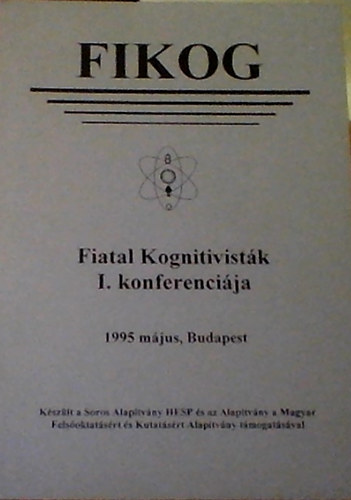 FIKOG
Fiatal Kognitivisták
I. konferenciája
1995 május, Budapest
Készült a Soros Alapítvány HESP és az Alapítvány a Magyar
Felsőoktatásért és Kutatásért Alapítvány támogatásával